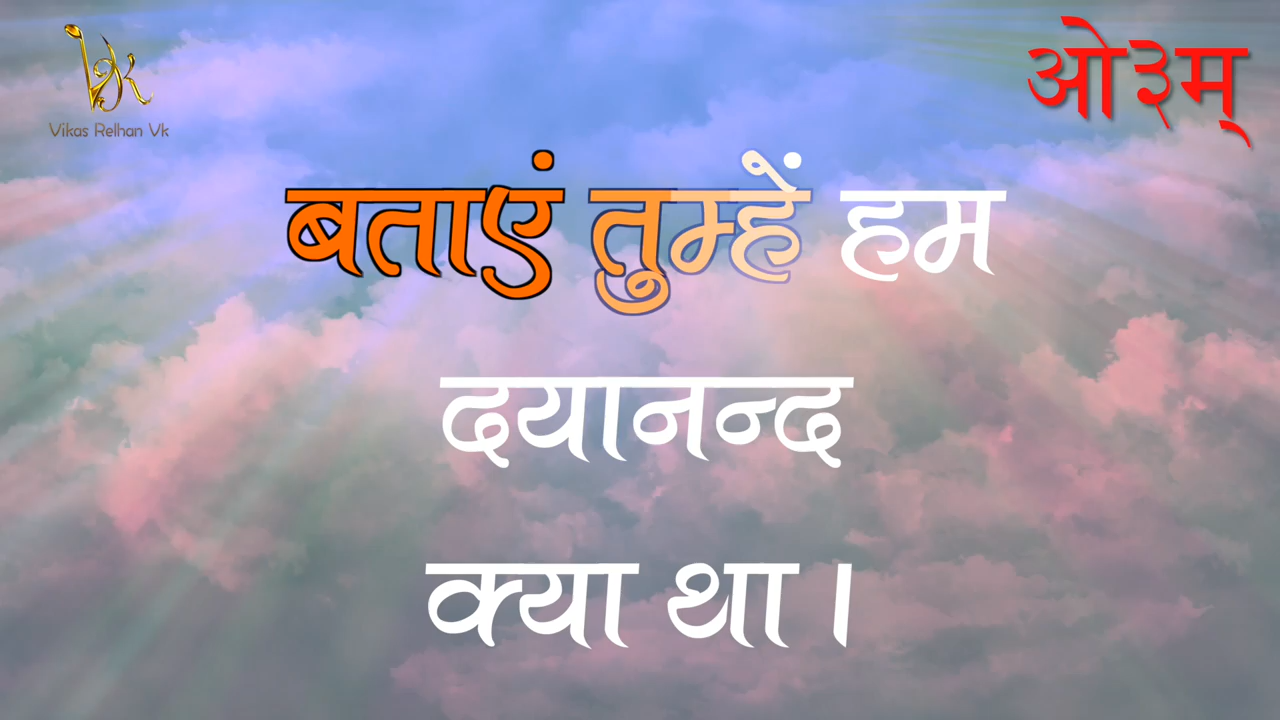 Vikas Relhan Vk
ओ३म्
बताएं तुम्हें हम
दयानन्द
क्या था।